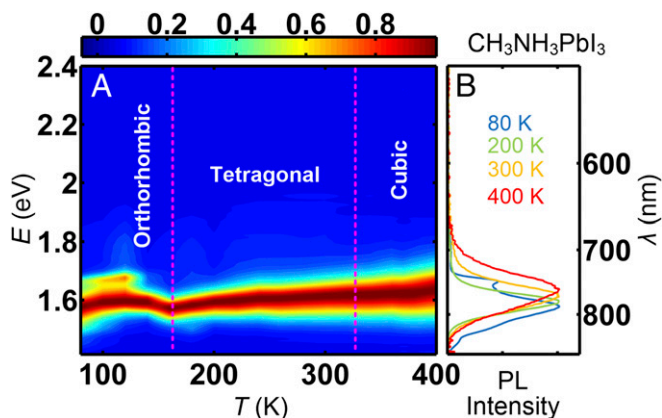 0 0.2 0.4 0.6 0.8
CH₃NH₃PbI₃
A
B
2.4
2.2
2
1.8
1.6
E (eV)
Orthorhombic
Tetragonal
Cubic
80 K
200 K
300 K
400 K
600
700
800
λ (nm)
100 200 300 400
T (K)
PL
Intensity